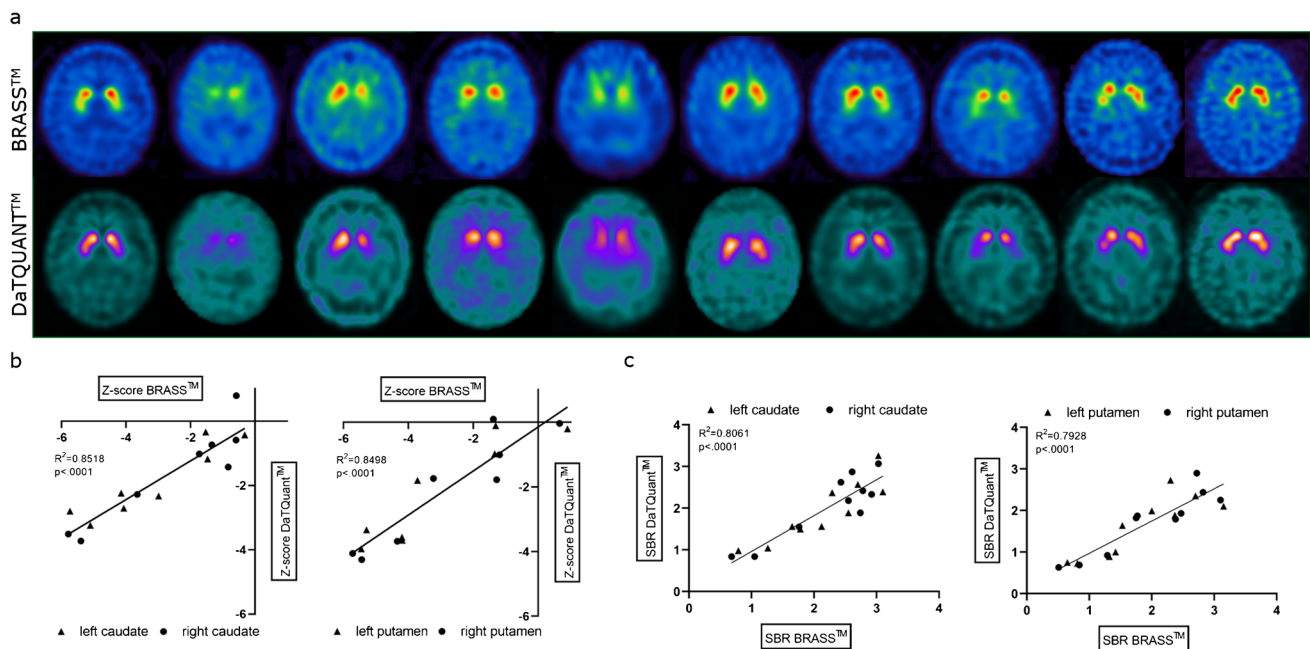 a
BRASS™
DaTQUANT™
b
Z-score BRASS™
-6 -4 -2
-2
-4
-6
R²=0.8518
p<.0001
Z-score DaTQuant™
left caudate right caudate
Z-score BRASS™
-6 -4 -2
-2
-4
-6
R²=0.8498
p<.0001
Z-score DaTQuant™
left putamen right putamen
c
left caudate right caudate
R²=0.8061
p<.0001
SBR DaTQuant™
4
3
2
1
0
0 1 2 3 4
SBR BRASS™
left putamen right putamen
R²=0.7928
p<.0001
SBR DaTQuant™
4
3
2
1
0
0 1 2 3 4
SBR BRASS™